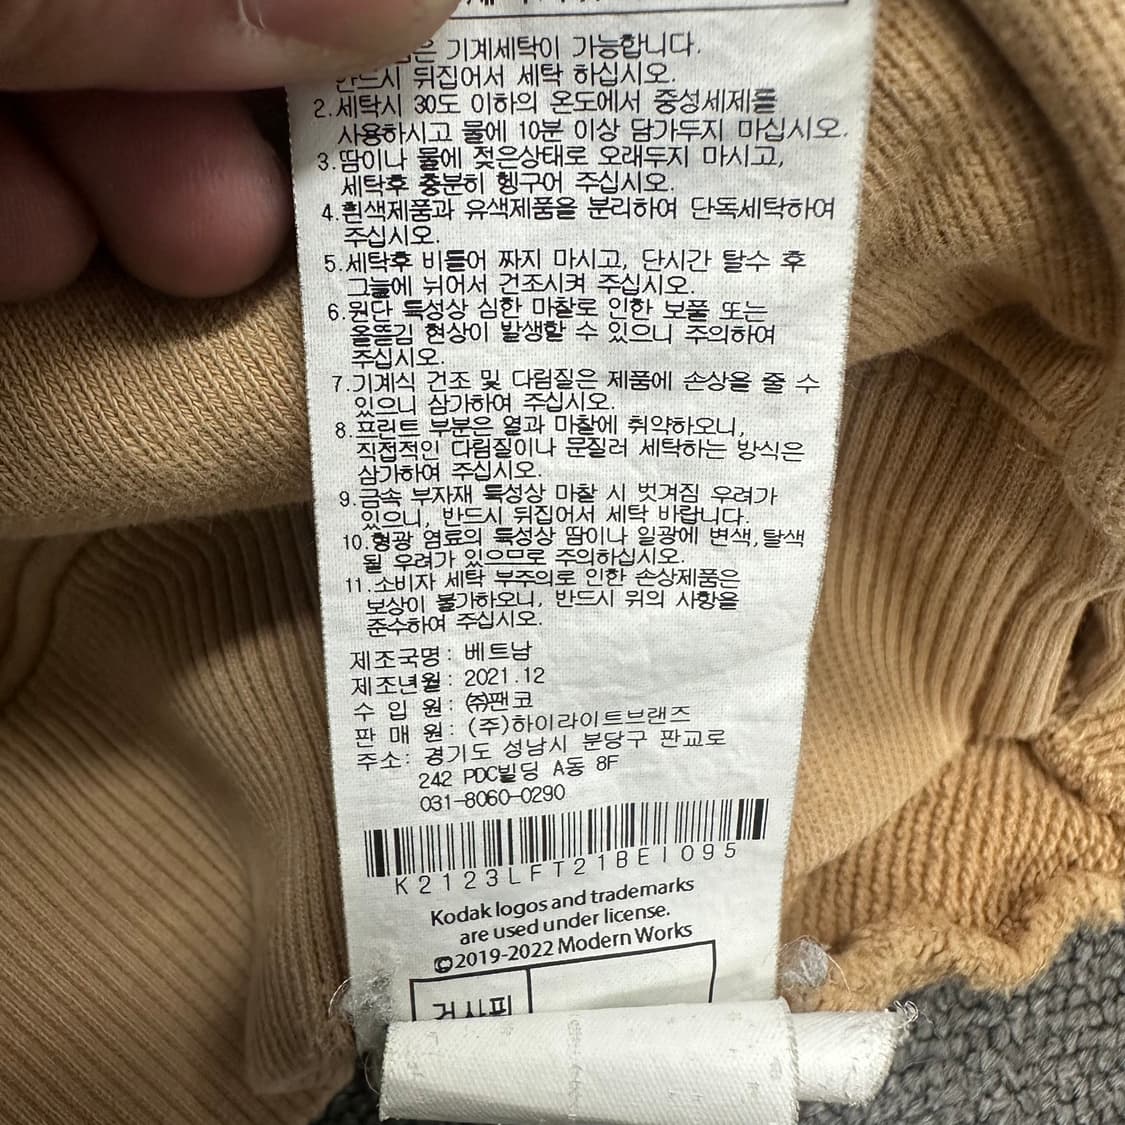 은 기계세탁이 가능합니다.
반드시 뒤집어서 세탁 하십시오.
2.세탁시 30도 이하의 온도에서 중성세제를
사용하시고 물에 10분 이상 담가두지 마십시오.
3.땀이나 물에 젖은상태로 오래두지 마시고,
세탁후 충분히 헹구어 주십시오.
4.흰색제품과 유색제품을 분리하여 단독세탁하여
주십시오.
5.세탁후 비틀어 짜지 마시고, 단시간 탈수 후
그늘에 뉘어서 건조시켜 주십시오.
6.원단 특성상 심한 마찰로 인한 보풀 또는
올뜯김 현상이 발생할 수 있으니 주의하여
주십시오.
7.기계식 건조 및 다림질은 제품에 손상을 줄 수
있으니 삼가하여 주십시오.
8.프린트 부분은 열과 마찰에 취약하오니,
직접적인 다림질이나 문질러 세탁하는 방식은
삼가하여 주십시오.
9.금속 부자재 특성상 마찰 시 벗겨짐 우려가
있으니, 반드시 뒤집어서 세탁 바랍니다.
10.형광 염료의 특성상 땀이나 일광에 변색,탈색
될 우려가 있으므로 주의하십시오.
11.소비자 세탁 부주의로 인한 손상제품은
보상이 불가하오니, 반드시 위의 사항을
준수하여 주십시오.
제조국명: 베트남
제조년월: 2021.12
수 입 원: ㈜팬코
판 매 원: (주)하이라이트브랜즈
주소: 경기도 성남시 분당구 판교로
242 PDC빌딩 A동 8F
031-8060-0290
K2123LFT21BEI095
Kodak logos and trademarks
are used under license.
©2019-2022 Modern Works
검사필